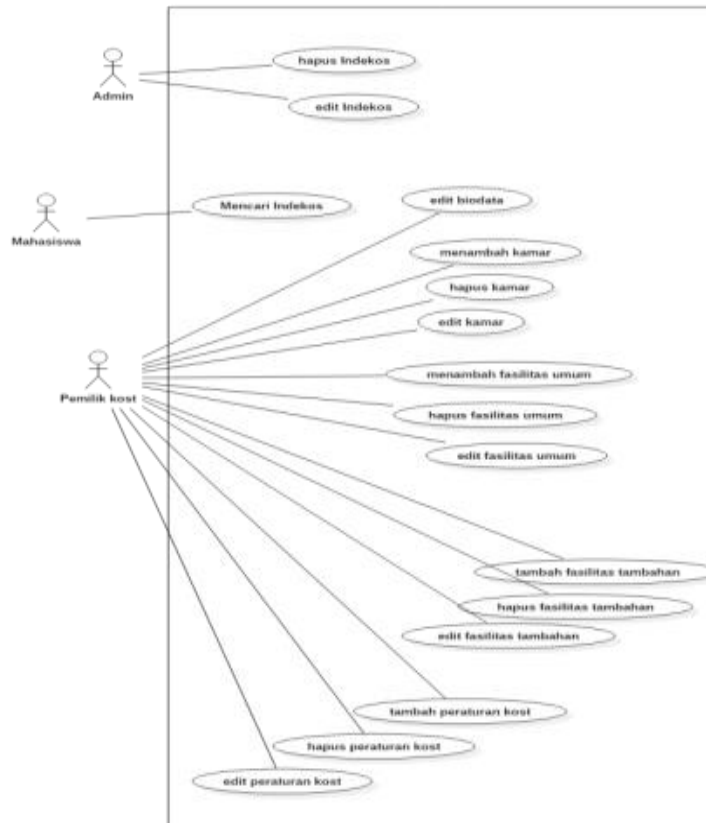 hapus Indekos
Admin
edit Indekos
Mencari Indekos
edit biodata
Mahasiswa
menambah kamar
hapus kamar
edit kamar
menambah fasilitas umum
Pemilik kost
hapus fasilitas umum
edit fasilitas umum
tambah fasilitas tambahan
hapus fasilitas tambahan
edit fasilitas tambahan
tambah peraturan kost
hapus peraturan kost
edit peraturan kost